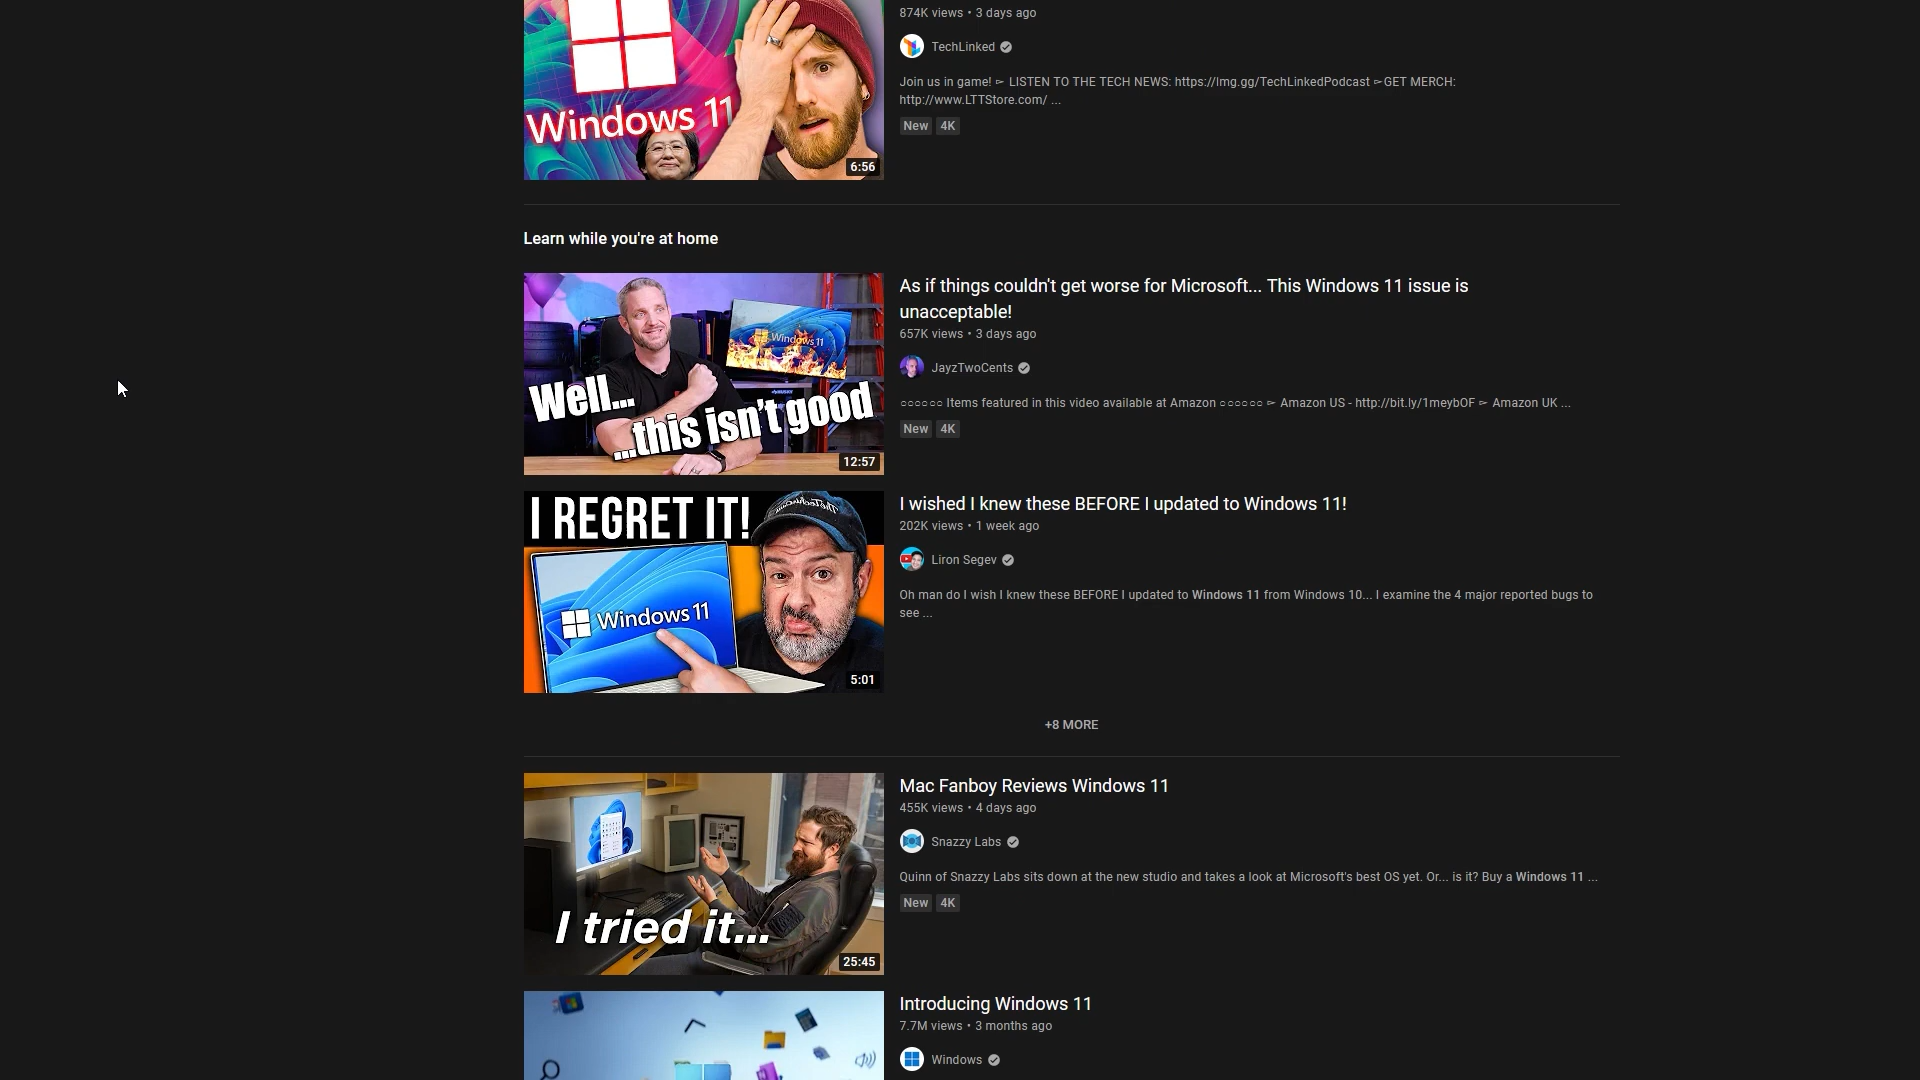 874K views • 3 days ago
TechLinked
Join us in game! ► LISTEN TO THE TECH NEWS: https://lmg.gg/TechLinkedPodcast ►GET MERCH:
http://www.LTTStore.com/ ...
New 4K
Windows 11
6:56
Learn while you're at home
As if things couldn't get worse for Microsoft... This Windows 11 issue is
unacceptable!
657K views • 3 days ago
JayzTwoCents
○○○○○○ Items featured in this video available at Amazon ○○○○○○ ► Amazon US - http://bit.ly/1meybOF ► Amazon UK ...
New 4K
Windows 11
Well...
...this isn't good
12:57
I REGRET IT!
Windows 11
5:01
I wished I knew these BEFORE I updated to Windows 11!
202K views • 1 week ago
Liron Segev
Oh man do I wish I knew these BEFORE I updated to Windows 11 from Windows 10... I examine the 4 major reported bugs to
see ...
+8 MORE
Mac Fanboy Reviews Windows 11
455K views • 4 days ago
Snazzy Labs
Quinn of Snazzy Labs sits down at the new studio and takes a look at Microsoft's best OS yet. Or... is it? Buy a Windows 11 ...
New 4K
I tried it...
25:45
Introducing Windows 11
7.7M views • 3 months ago
Windows